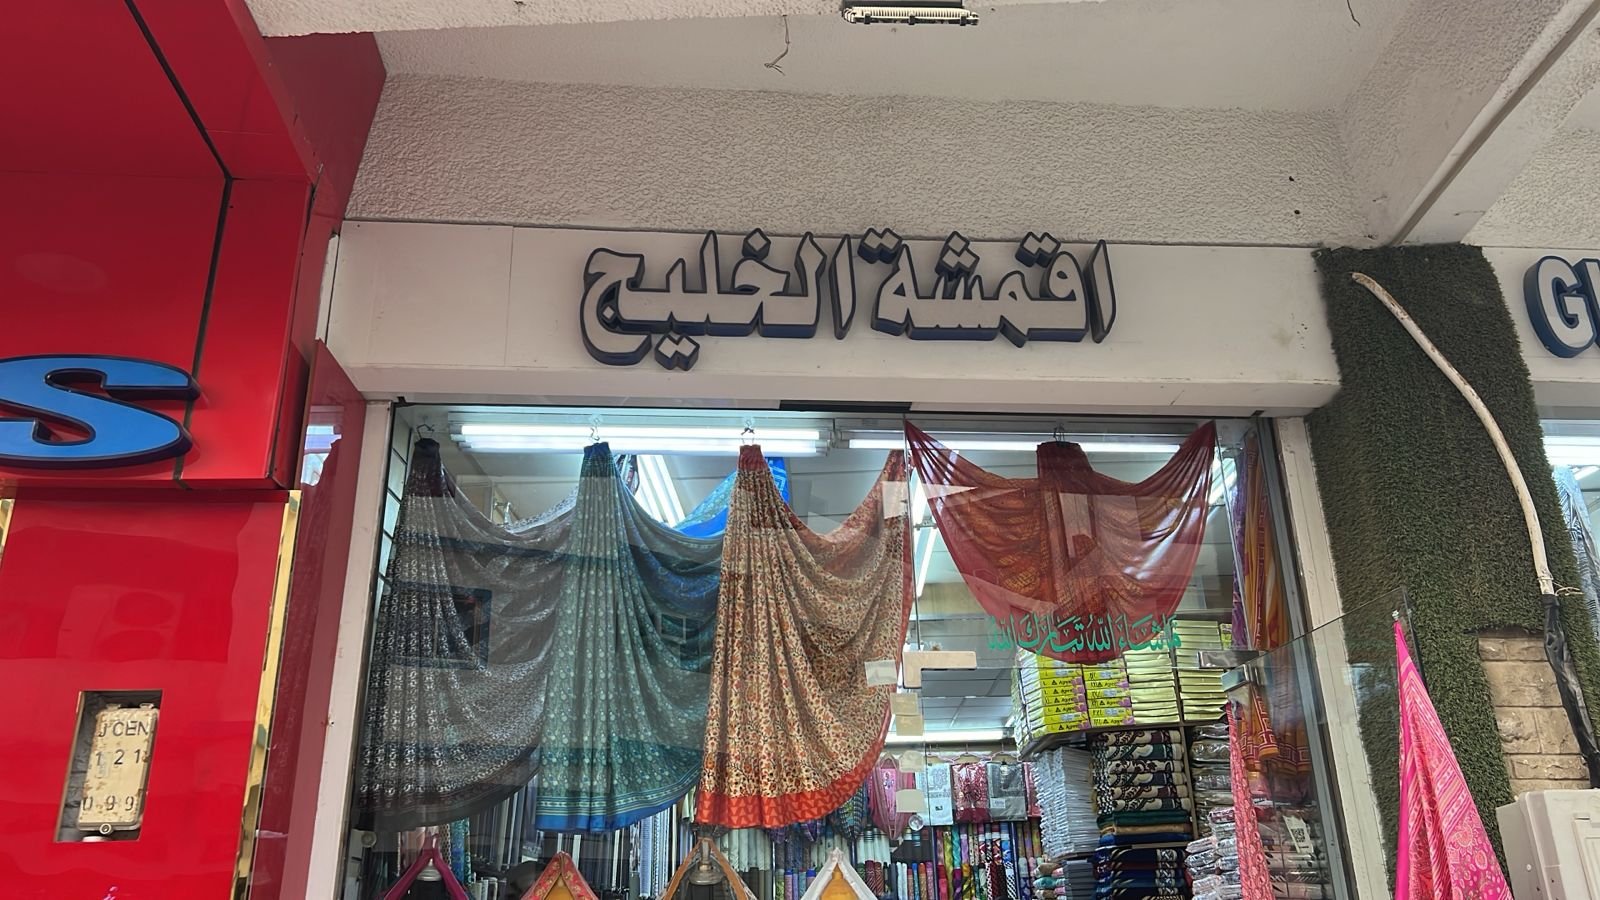 اقمشة الخليج
S
ماشاء الله تبارك الله